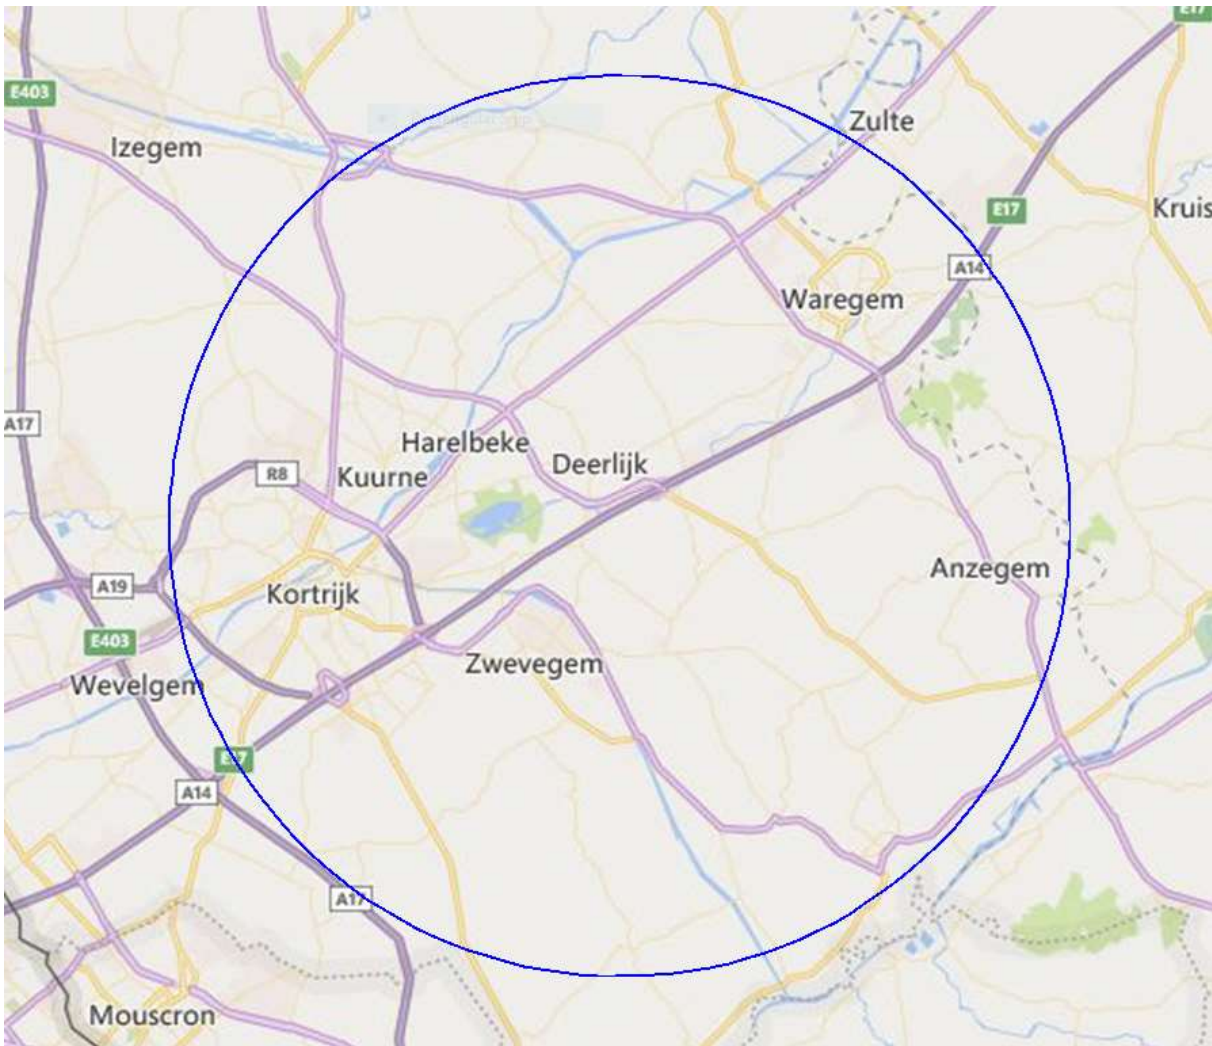 E17
E403
Zulte
Izegem
E17
Kruis
A14
Waregem
A17
Harelbeke
Deerlijk
R8
Kuurne
Anzegem
A19
Kortrijk
E403
Zwevegem
Wevelgem
E17
A14
A17
Mouscron